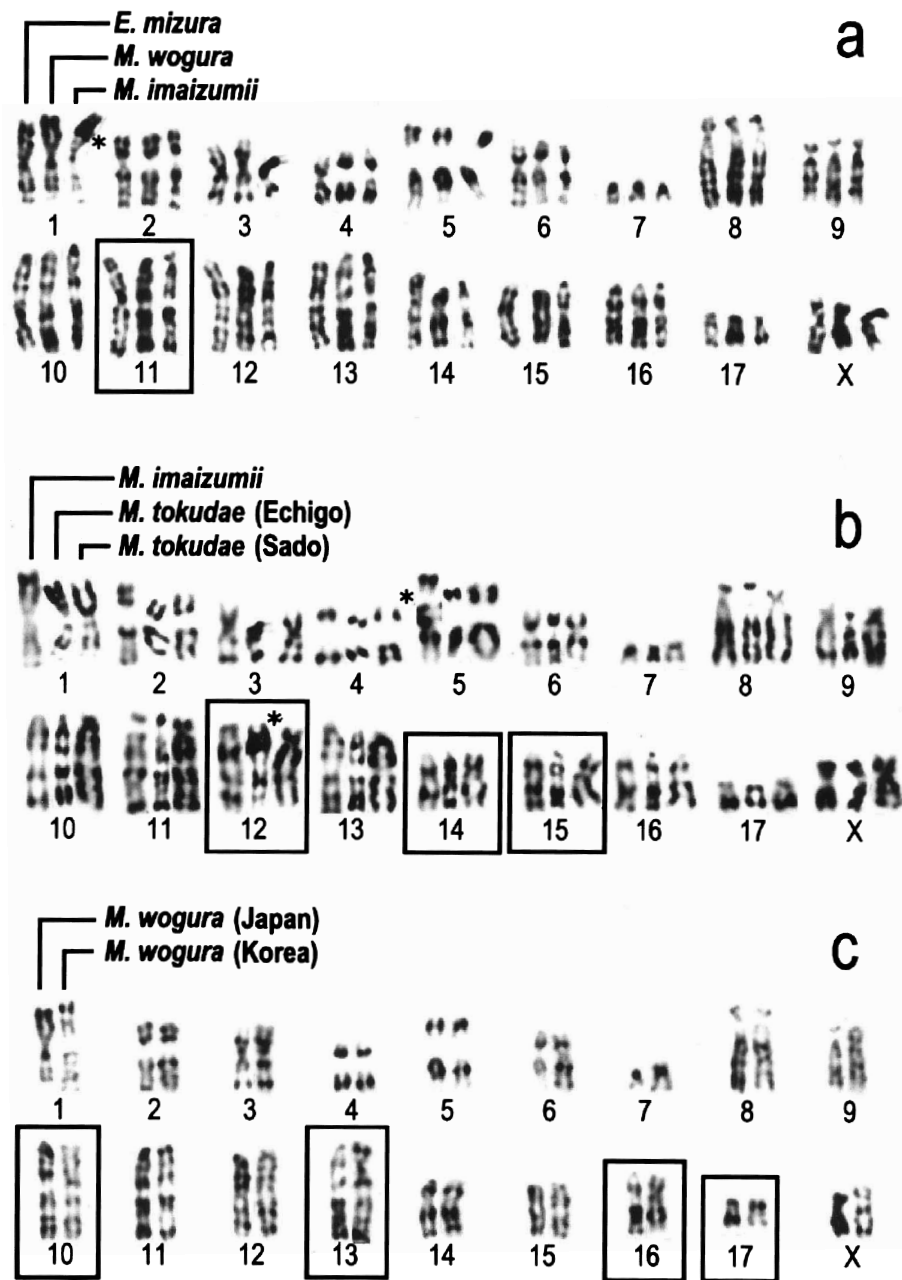 a
E. mizura
M. wogura
M. imaizumii
*
1 2 3 4 5 6 7 8 9
10 11 12 13 14 15 16 17 X
b
M. imaizumii
M. tokudae (Echigo)
M. tokudae (Sado)
*
1 2 3 4 5 6 7 8 9
*
10 11 12 13 14 15 16 17 X
c
M. wogura (Japan)
M. wogura (Korea)
1 2 3 4 5 6 7 8 9
10 11 12 13 14 15 16 17 X